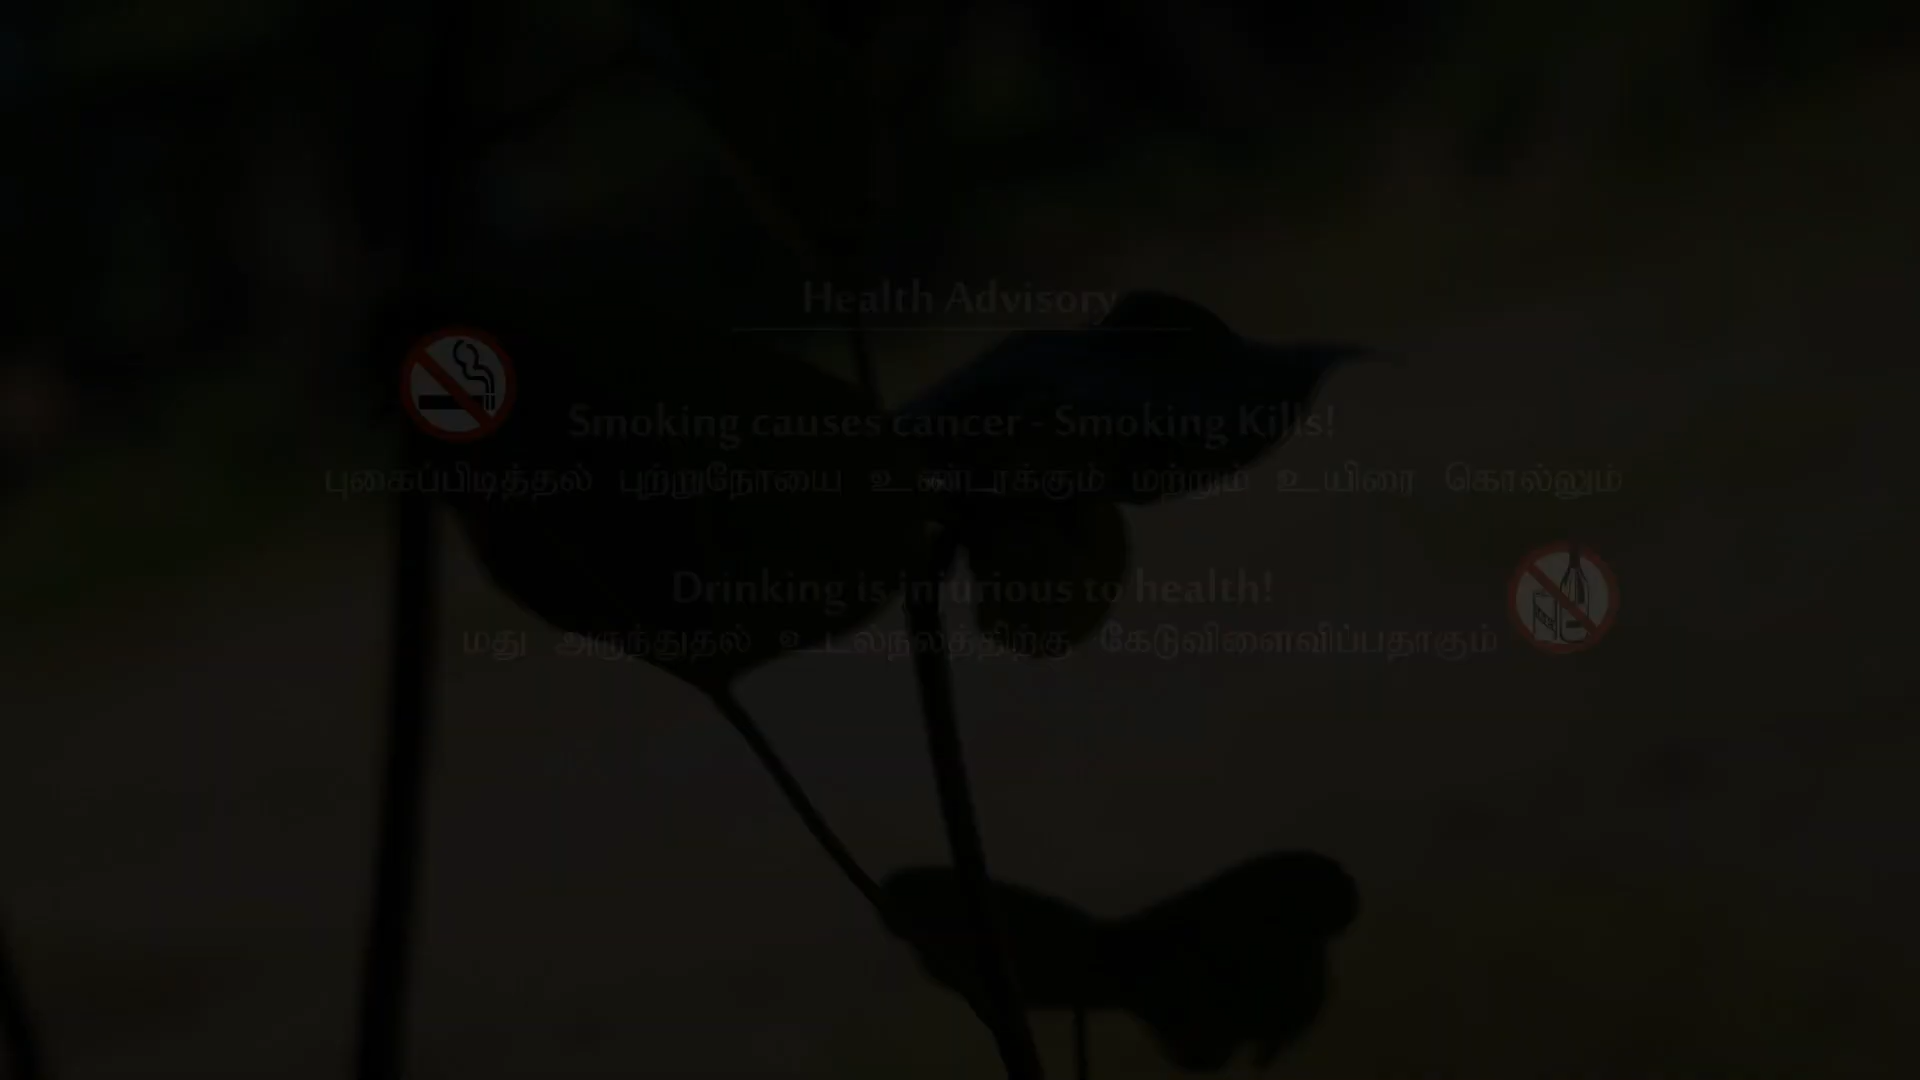 Health Advisory
Smoking causes cancer - Smoking Kills!
புகைப்பிடித்தல் புற்றுநோயை உண்டாக்கும் மற்றும் உயிரை கொல்லும்
Drinking is injurious to health!
மது அருந்துதல் உடல்நலத்திற்கு கேடுவிளைவிப்பதாகும்